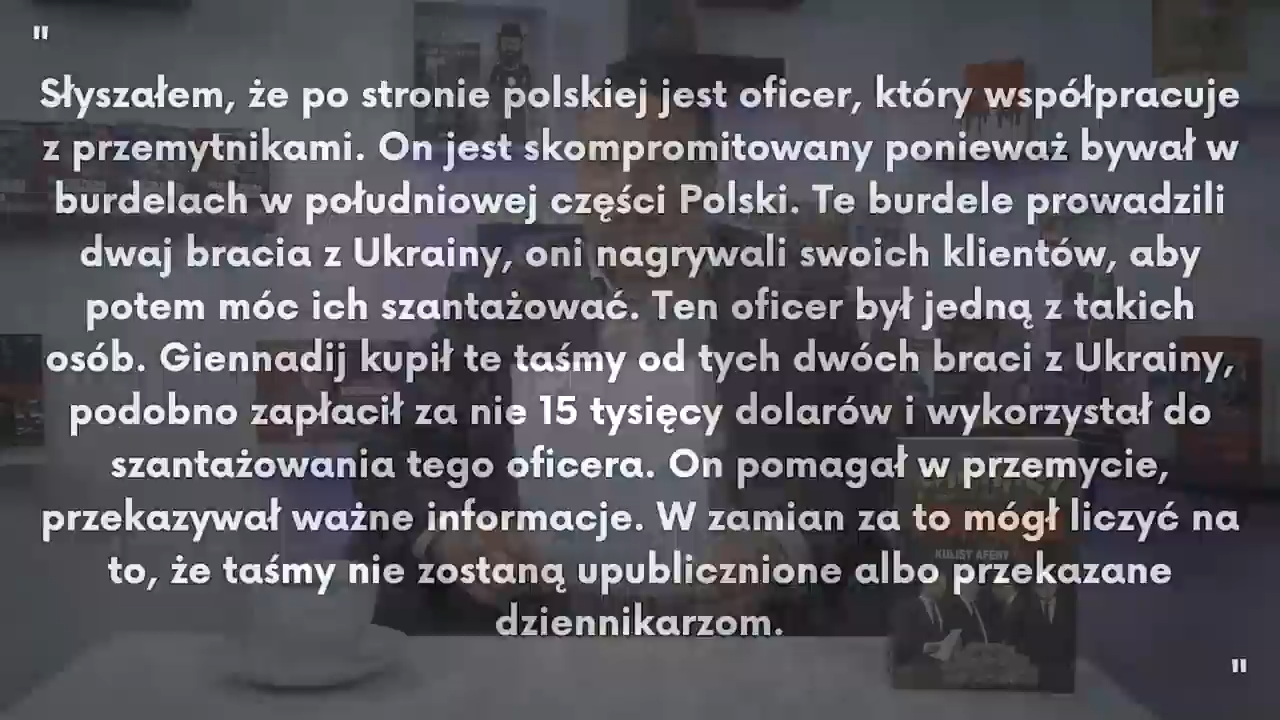 "
Słyszałem, że po stronie polskiej jest oficer, który współpracuje
z przemytnikami. On jest skompromitowany ponieważ bywał w
burdelach w południowej części Polski. Te burdele prowadzili
dwaj bracia z Ukrainy, oni nagrywali swoich klientów, aby
potem móc ich szantażować. Ten oficer był jedną z takich
osób. Giennadij kupił te taśmy od tych dwóch braci z Ukrainy,
podobno zapłacił za nie 15 tysięcy dolarów i wykorzystał do
szantażowania tego oficera. On pomagał w przemycie,
przekazywał ważne informacje. W zamian za to mógł liczyć na
to, że taśmy nie zostaną upublicznione albo przekazane
dziennikarzom.
"
KULISY AFERY